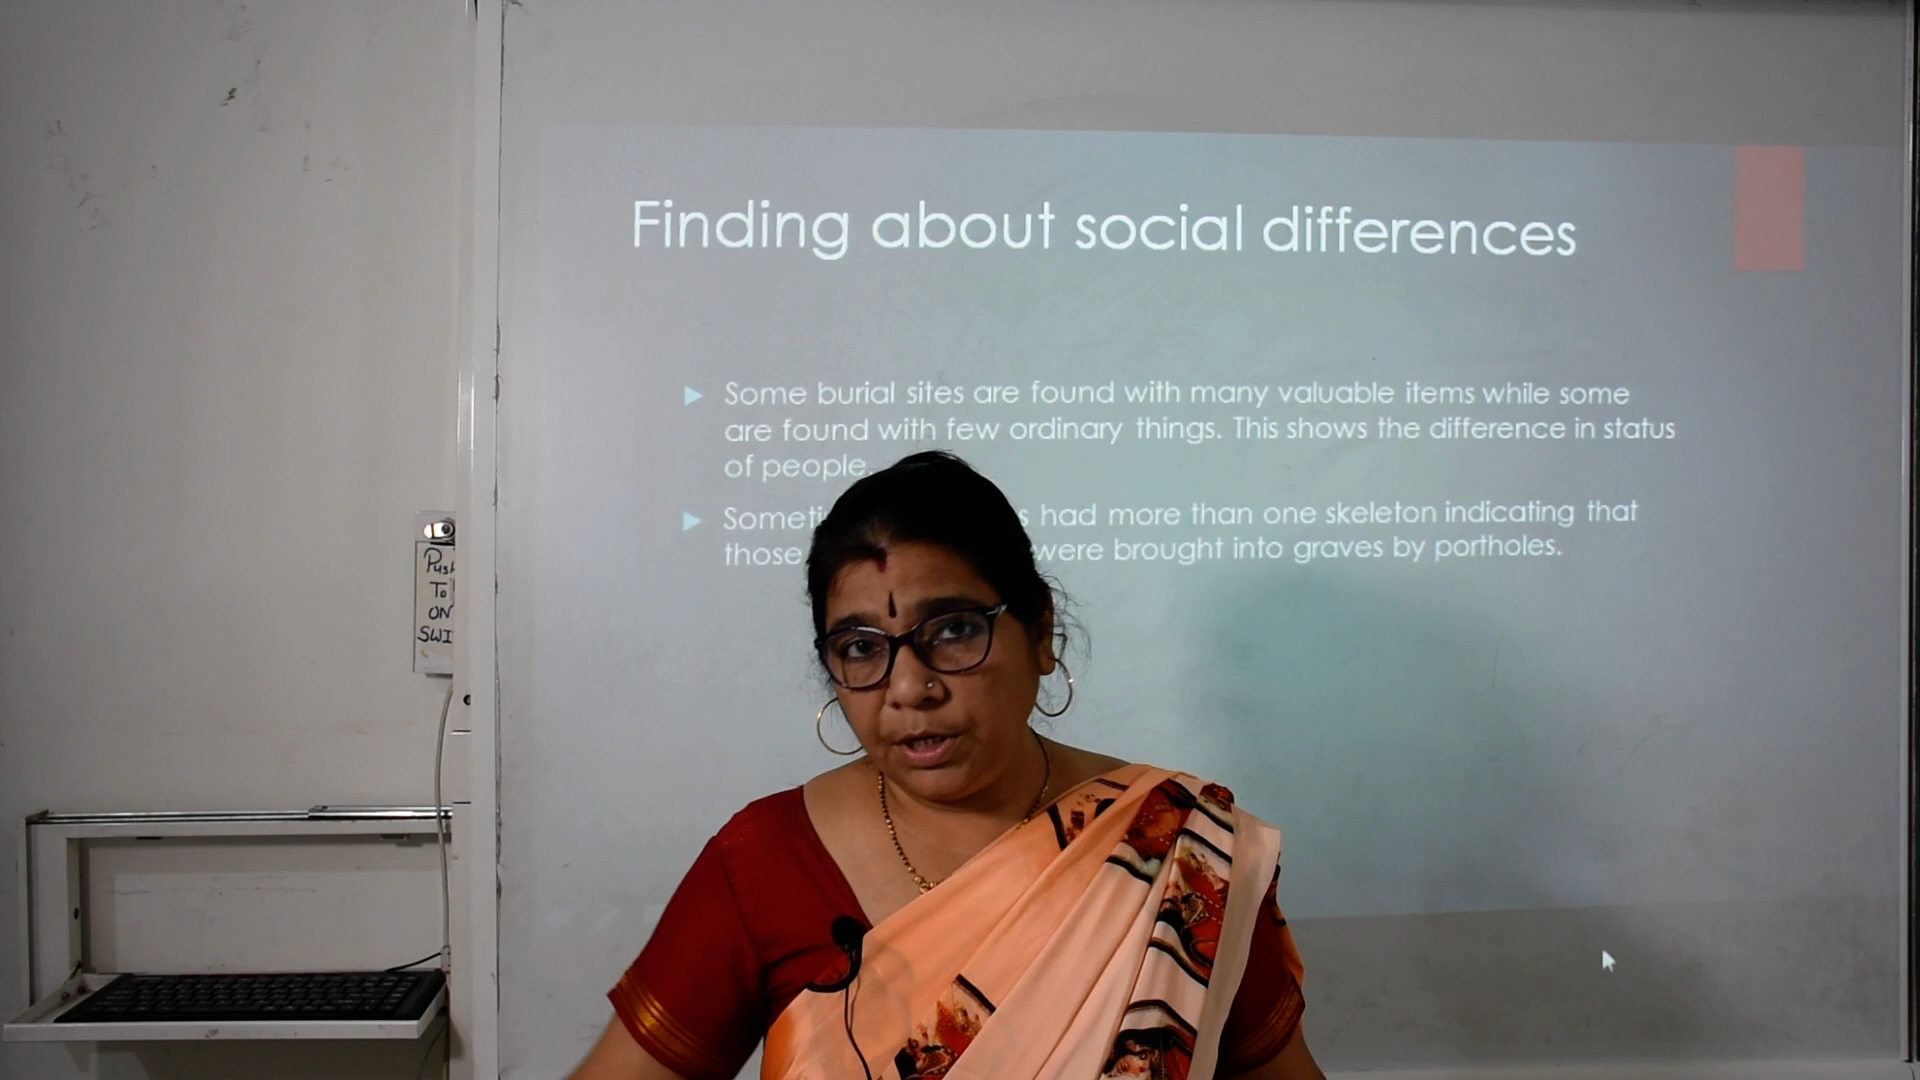 Finding about social differences
Some burial sites are found with many valuable items while some
are found with few ordinary things. This shows the difference in status
of people.
had more than one skeleton indicating that
those were brought into graves by portholes.
Push
To
ON